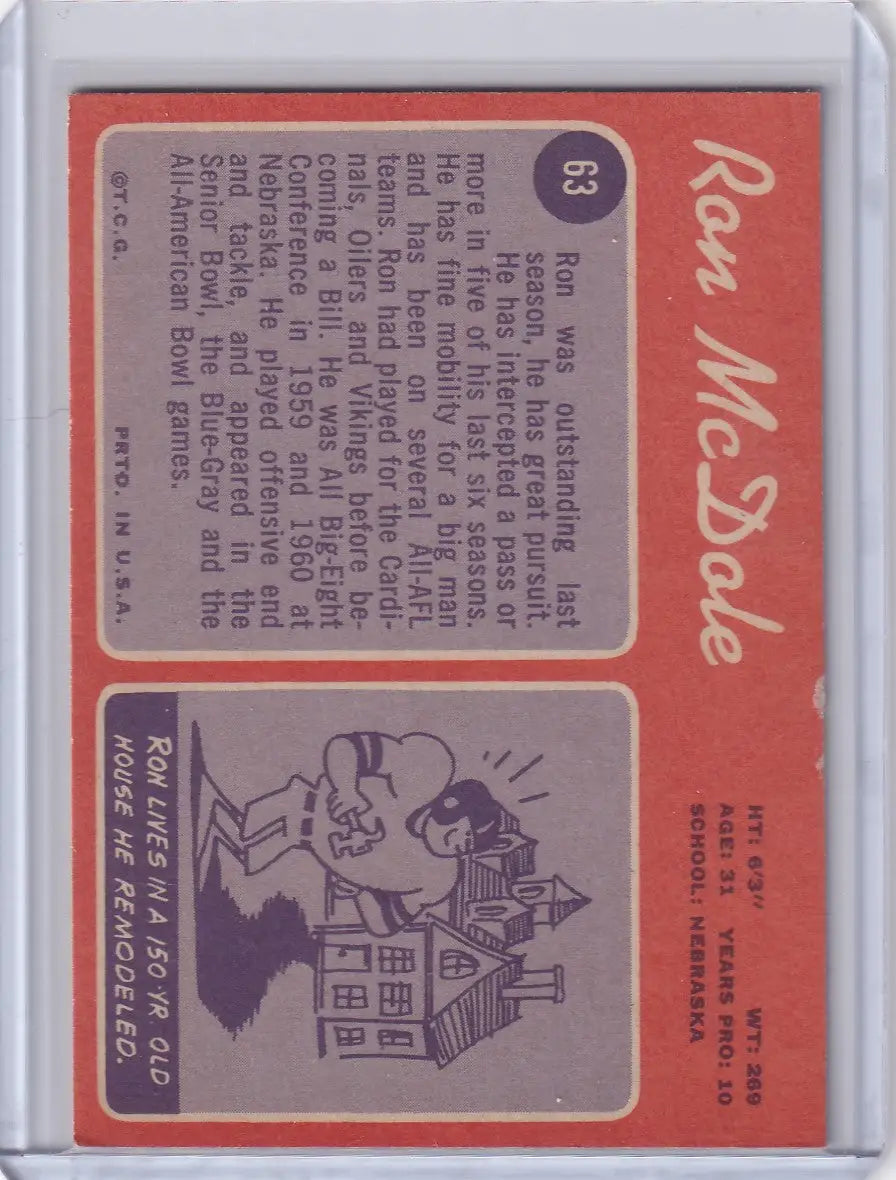 Ron McDole
HT: 6'3" WT: 269
AGE: 31 YEARS PRO: 10
SCHOOL: NEBRASKA
63
Ron was outstanding last
season, he has great pursuit.
He has intercepted a pass or
more in five of his last six seasons.
He has fine mobility for a big man
and has been on several All-AFL
teams. Ron had played for the Cardi-
nals, Oilers and Vikings before be-
coming a Bill. He was All Big-Eight
Conference in 1959 and 1960 at
Nebraska. He played offensive end
and tackle, and appeared in the
Senior Bowl, the Blue-Gray and the
All-American Bowl games.
©T.C.G. PRTD. IN U.S.A.
RON LIVES IN A 150-YR. OLD
HOUSE HE REMODELED.